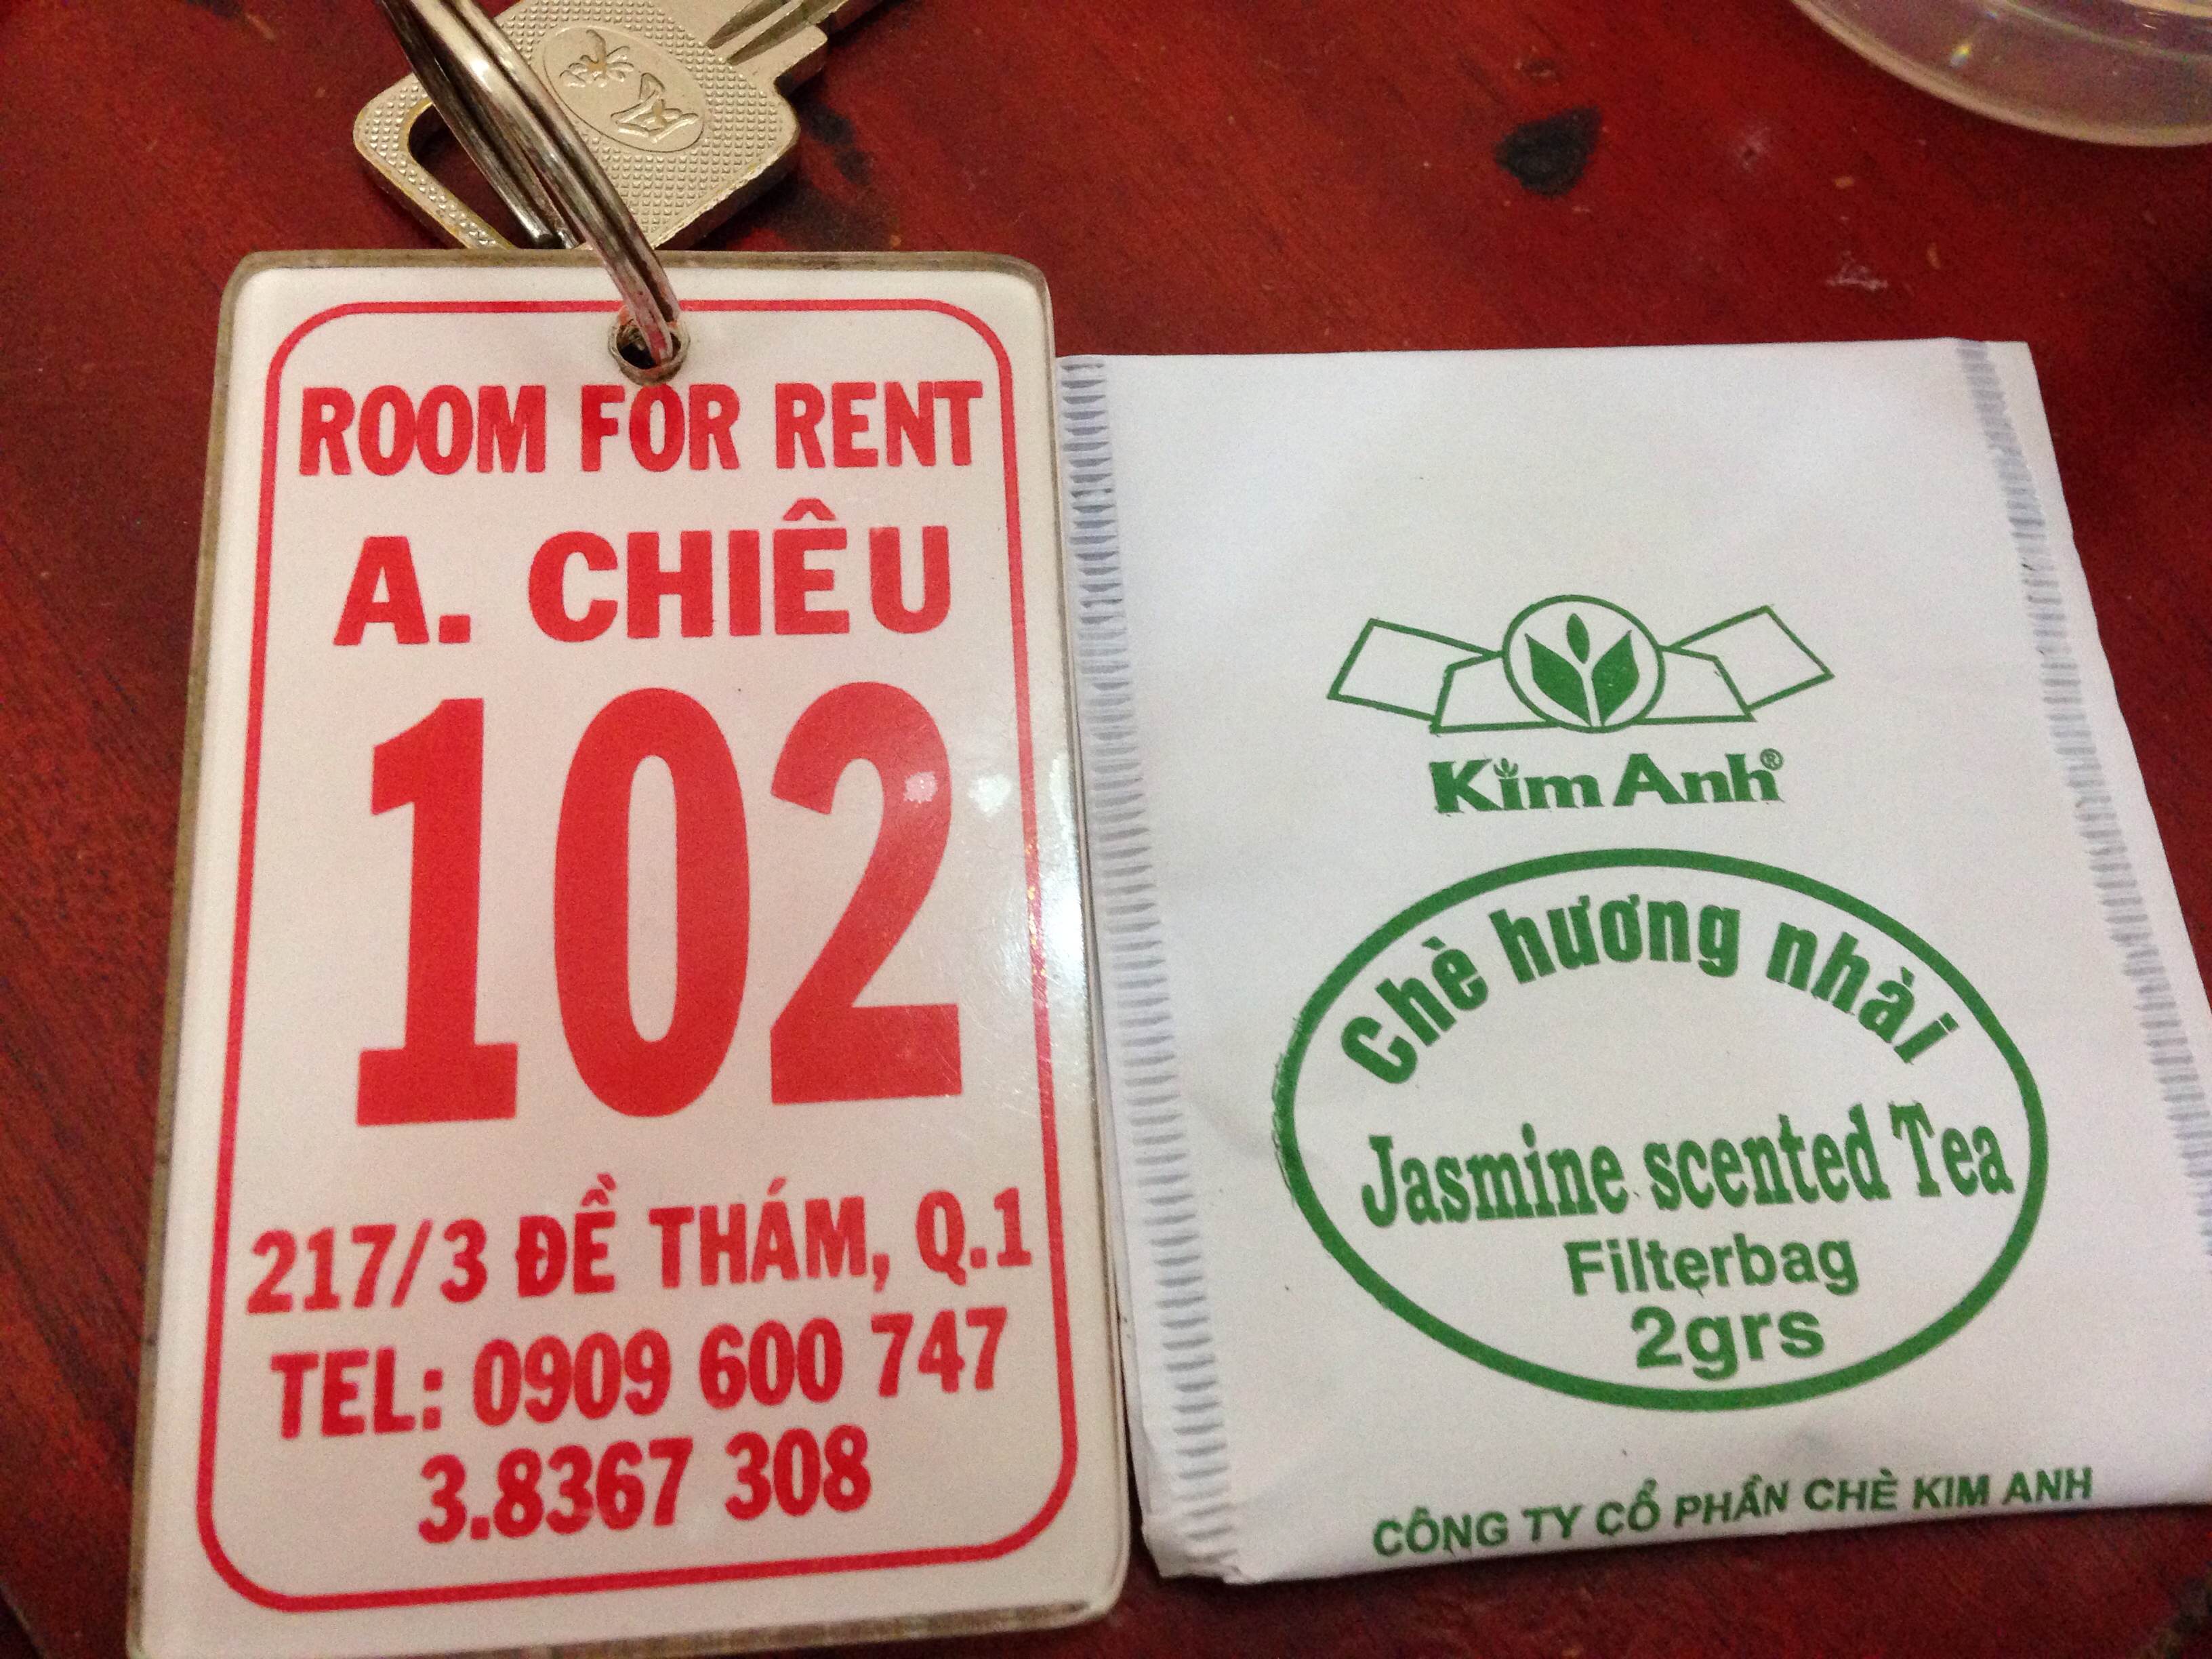 ROOM FOR RENT
A. CHIÊU
102
217/3 ĐỀ THÁM, Q.1
TEL: 0909 600 747
3.8367 308
Kim Anh®
Chè hương nhài
Jasmine scented Tea
Filterbag
2grs
CÔNG TY CỔ PHẦN CHÈ KIM ANH